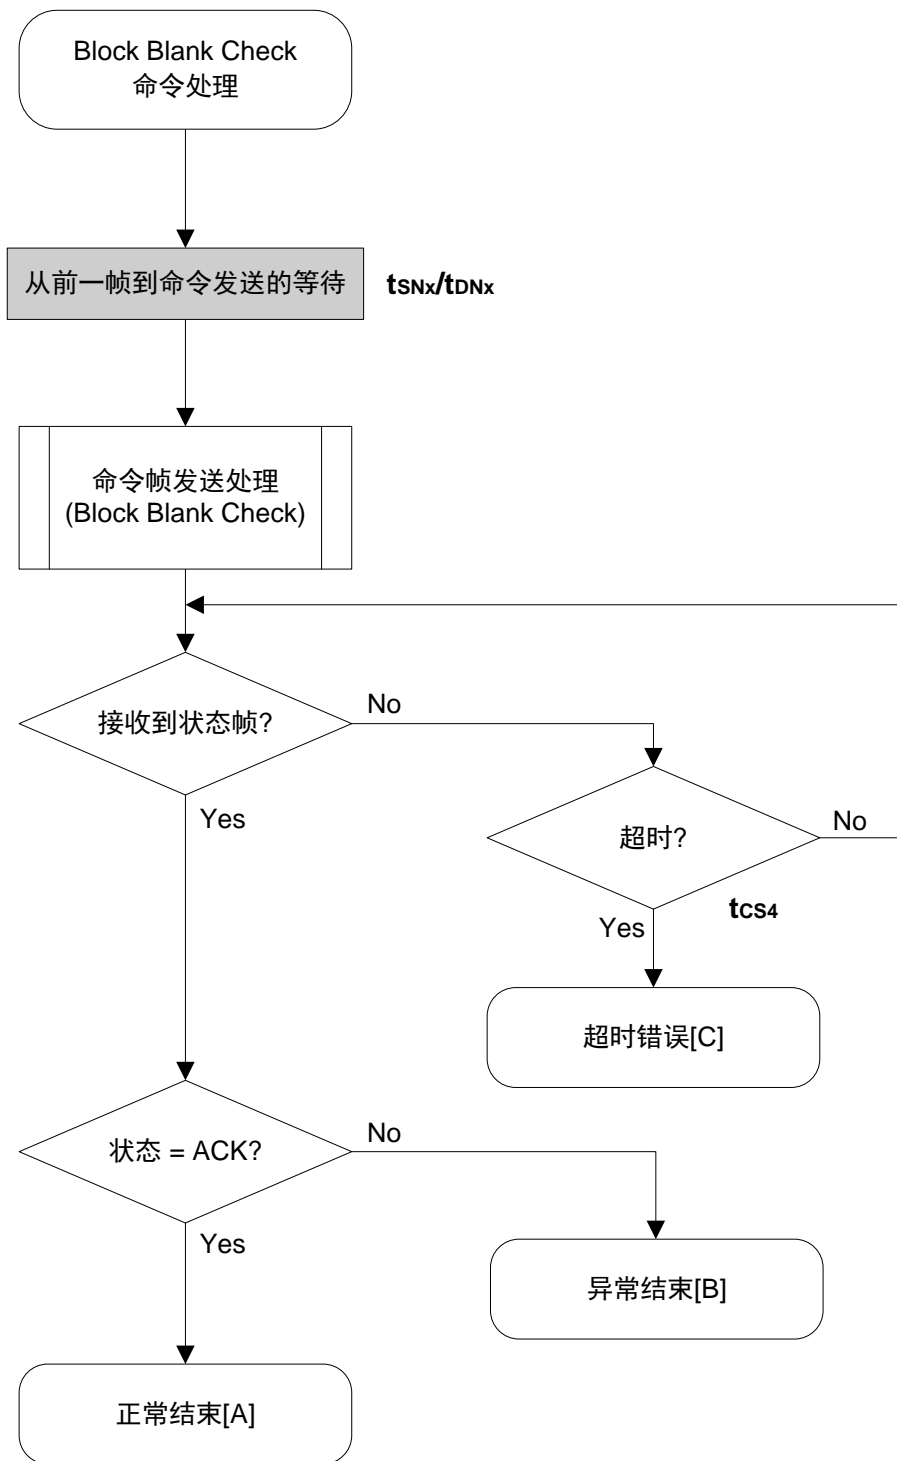 Block Blank Check
命令处理
从前一帧到命令发送的等待
tSNx/tDNx
命令帧发送处理
(Block Blank Check)
接收到状态帧?
No
Yes
超时?
No
tCS4
Yes
超时错误[C]
状态 = ACK?
No
Yes
异常结束[B]
正常结束[A]